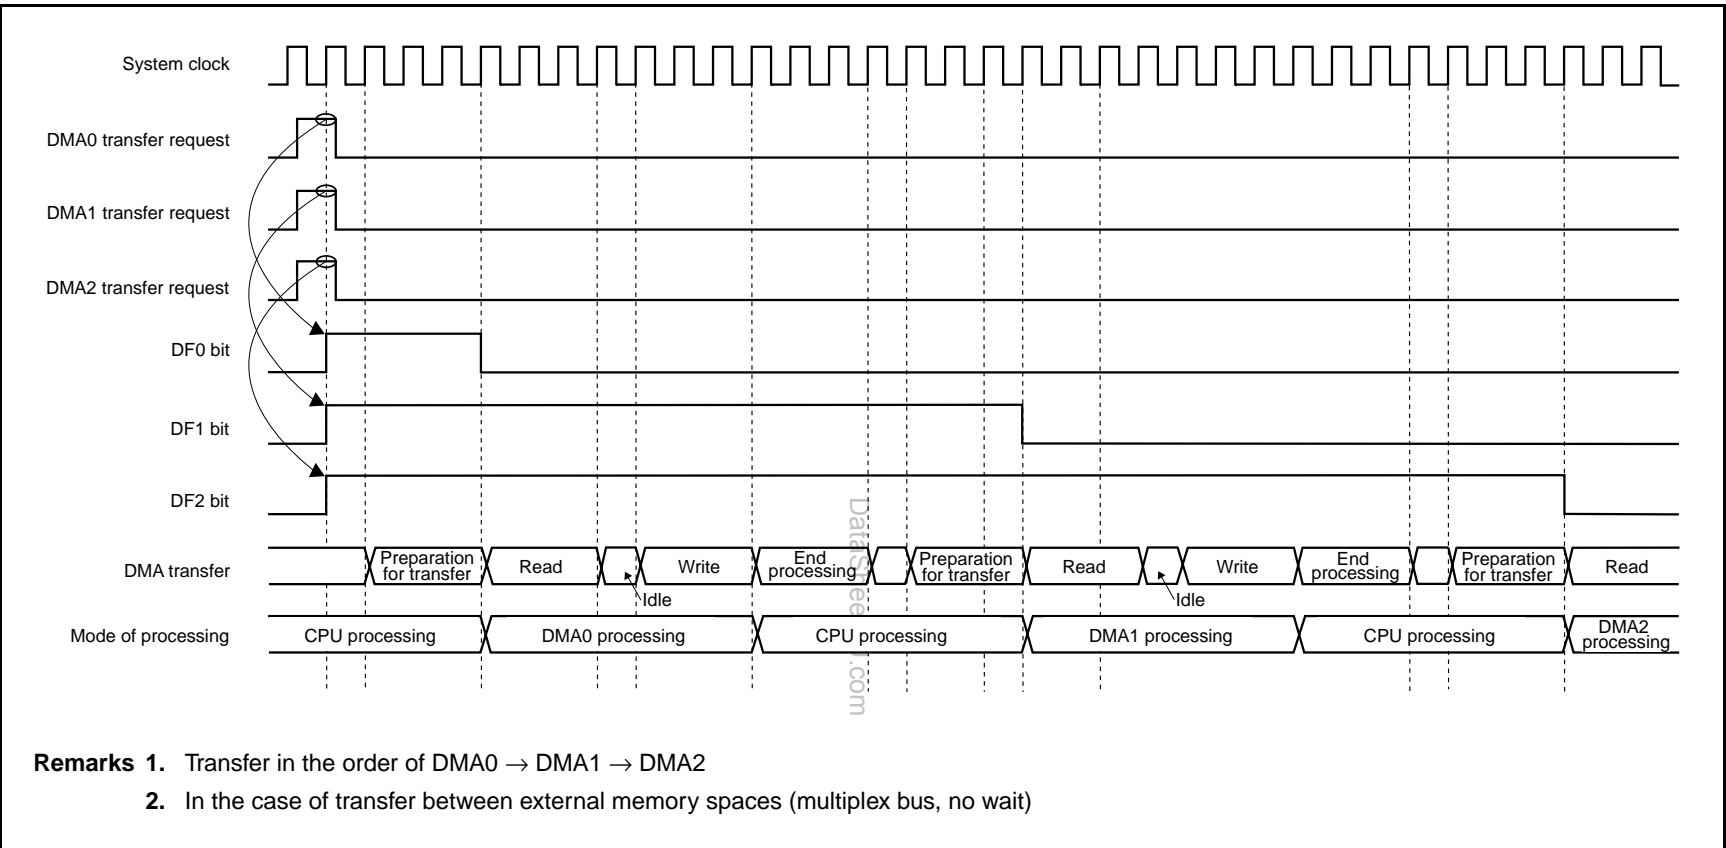 System clock
DMA0 transfer request
DMA1 transfer request
DMA2 transfer request
DF0 bit
DF1 bit
DF2 bit
DMA transfer
Preparation
for transfer
Read
Idle
Write
End
processing
Preparation
for transfer
Read
Idle
Write
End
processing
Preparation
for transfer
Read
Mode of processing
CPU processing
DMA0 processing
CPU processing
DMA1 processing
CPU processing
DMA2
processing
Remarks 1. Transfer in the order of DMA0 → DMA1 → DMA2
2. In the case of transfer between external memory spaces (multiplex bus, no wait)